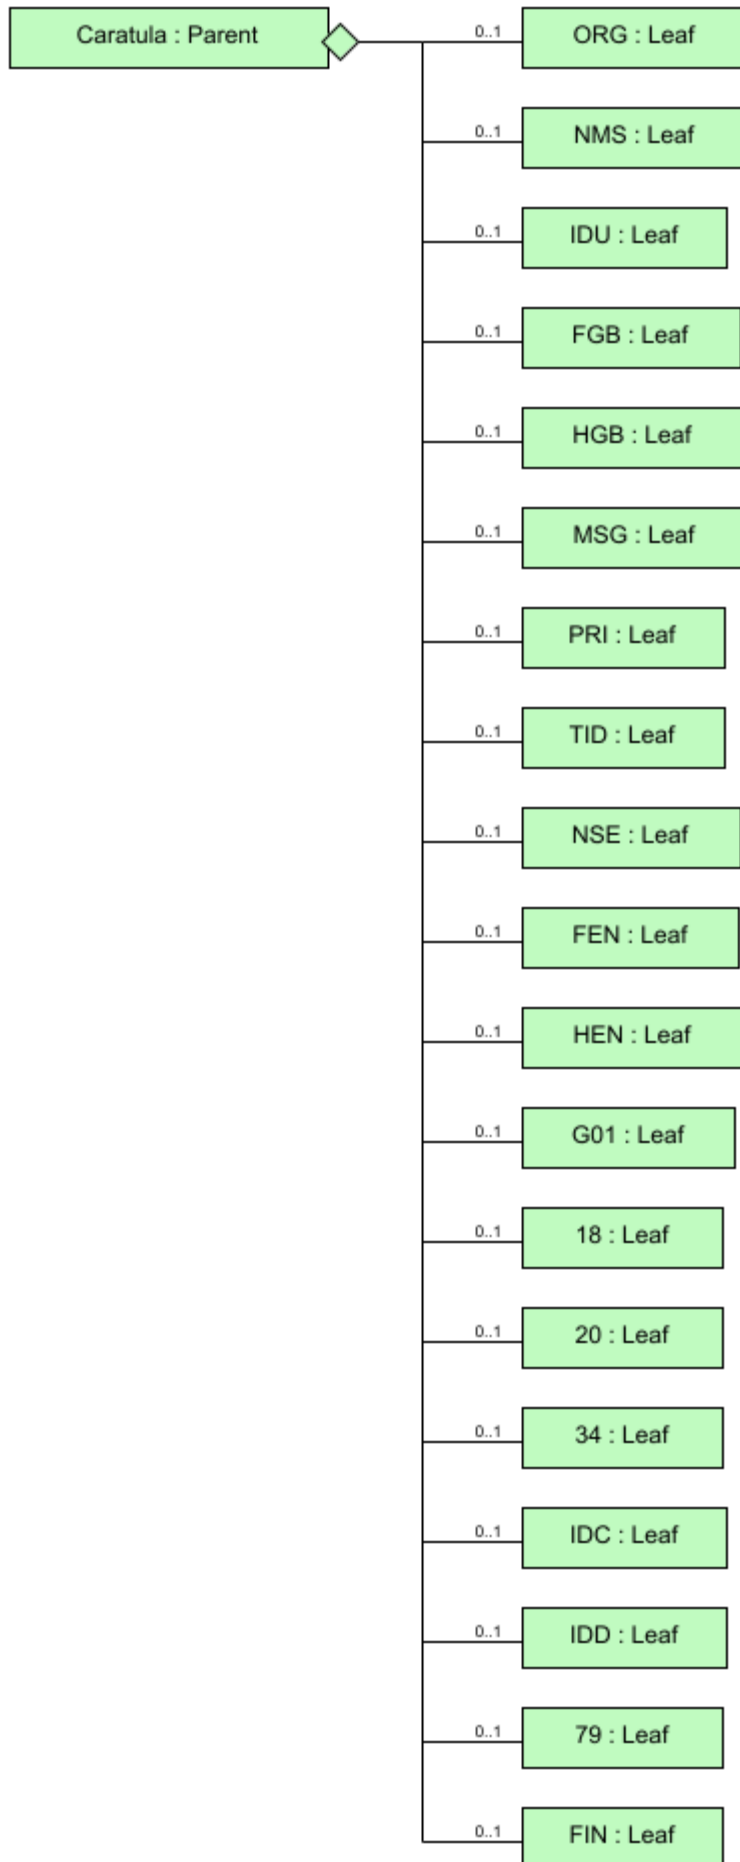 Caratula : Parent
0..1 ORG : Leaf
0..1 NMS : Leaf
0..1 IDU : Leaf
0..1 FGB : Leaf
0..1 HGB : Leaf
0..1 MSG : Leaf
0..1 PRI : Leaf
0..1 TID : Leaf
0..1 NSE : Leaf
0..1 FEN : Leaf
0..1 HEN : Leaf
0..1 G01 : Leaf
0..1 18 : Leaf
0..1 20 : Leaf
0..1 34 : Leaf
0..1 IDC : Leaf
0..1 IDD : Leaf
0..1 79 : Leaf
0..1 FIN : Leaf